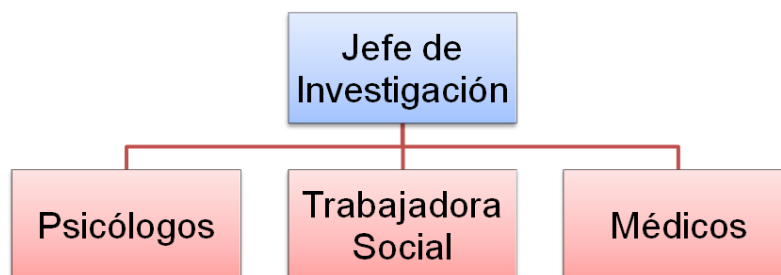 Jefe de
Investigación
Psicólogos
Trabajadora
Social
Médicos